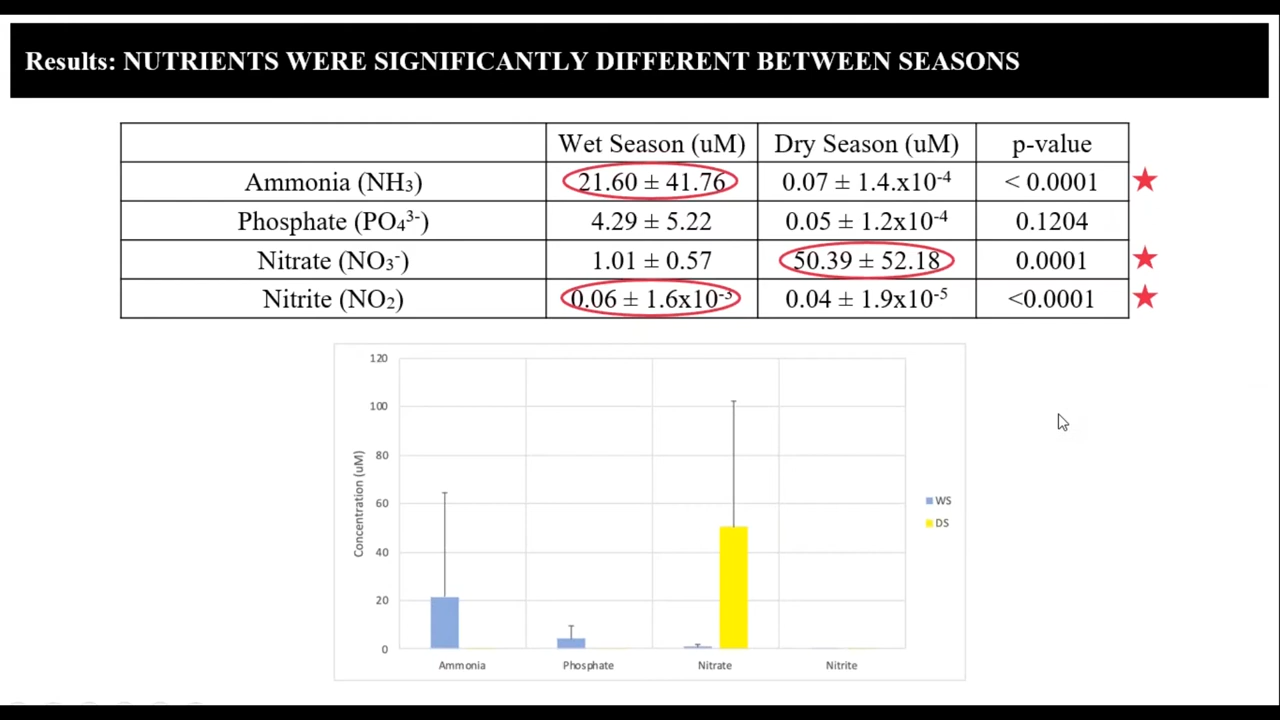 Results: NUTRIENTS WERE SIGNIFICANTLY DIFFERENT BETWEEN SEASONS
Wet Season (uM) Dry Season (uM) p-value
Ammonia (NH₃) 21.60 ± 41.76 0.07 ± 1.4.x10⁻⁴ < 0.0001
Phosphate (PO₄³⁻) 4.29 ± 5.22 0.05 ± 1.2x10⁻⁴ 0.1204
Nitrate (NO₃⁻) 1.01 ± 0.57 50.39 ± 52.18 0.0001
Nitrite (NO₂) 0.06 ± 1.6x10⁻³ 0.04 ± 1.9x10⁻⁵ <0.0001
120
100
80
60
40
20
0
Concentration (uM)
Ammonia Phosphate Nitrate Nitrite
WS
DS